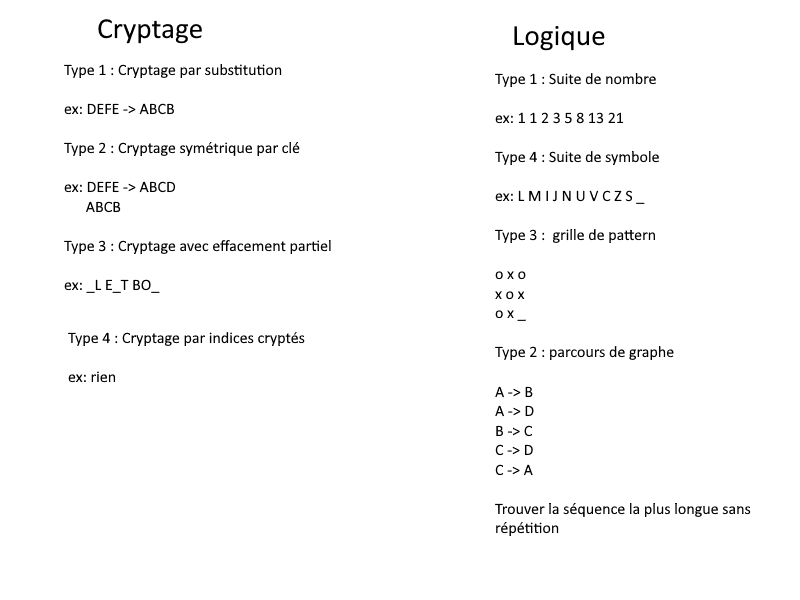 Cryptage
Type 1 : Cryptage par substitution
ex: DEFE -> ABCB
Type 2 : Cryptage symétrique par clé
ex: DEFE -> ABCD
ABCB
Type 3 : Cryptage avec effacement partiel
ex: _L E_T BO_
Type 4 : Cryptage par indices cryptés
ex: rien
Logique
Type 1 : Suite de nombre
ex: 1 1 2 3 5 8 13 21
Type 4 : Suite de symbole
ex: L M I J N U V C Z S _
Type 3 :  grille de pattern
o x o
x o x
o x _
Type 2 : parcours de graphe
A -> B
A -> D
B -> C
C -> D
C -> A
Trouver la séquence la plus longue sans
répétition